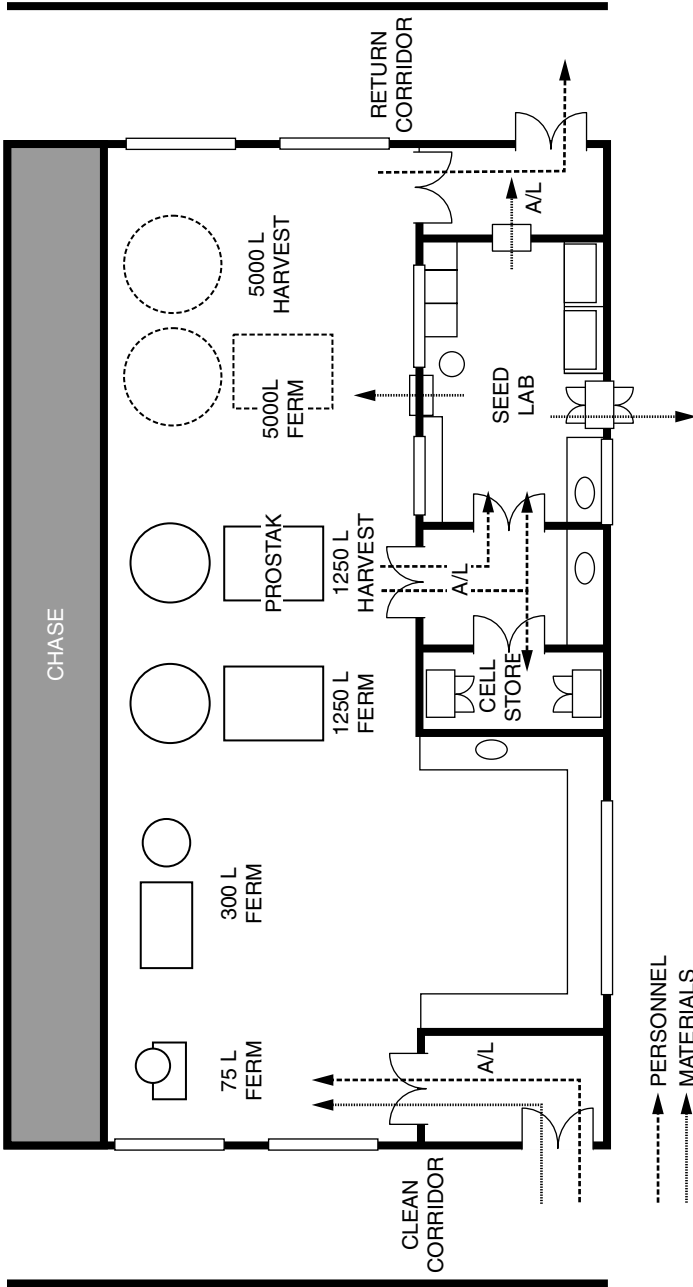 CHASE
RETURN
CORRIDOR
5000 L
HARVEST
5000L
FERM
PROSTAK
1250 L
HARVEST
1250 L
FERM
300 L
FERM
75 L
FERM
A/L
SEED
LAB
A/L
CELL
STORE
A/L
CLEAN
CORRIDOR
PERSONNEL
MATERIALS